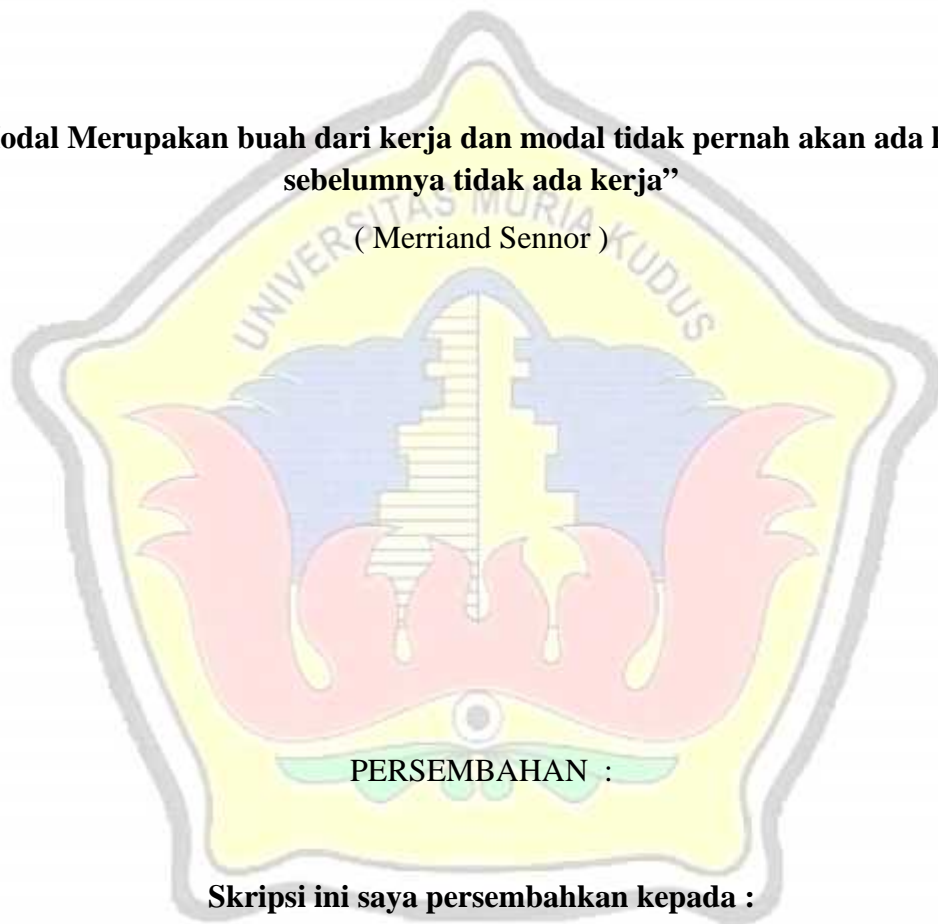 odal Merupakan buah dari kerja dan modal tidak pernah akan ada
sebelumnya tidak ada kerja”
UNIVERSITAS MURIA KUDUS
( Merriand Sennor )
PERSEMBAHAN :
Skripsi ini saya persembahkan kepada :